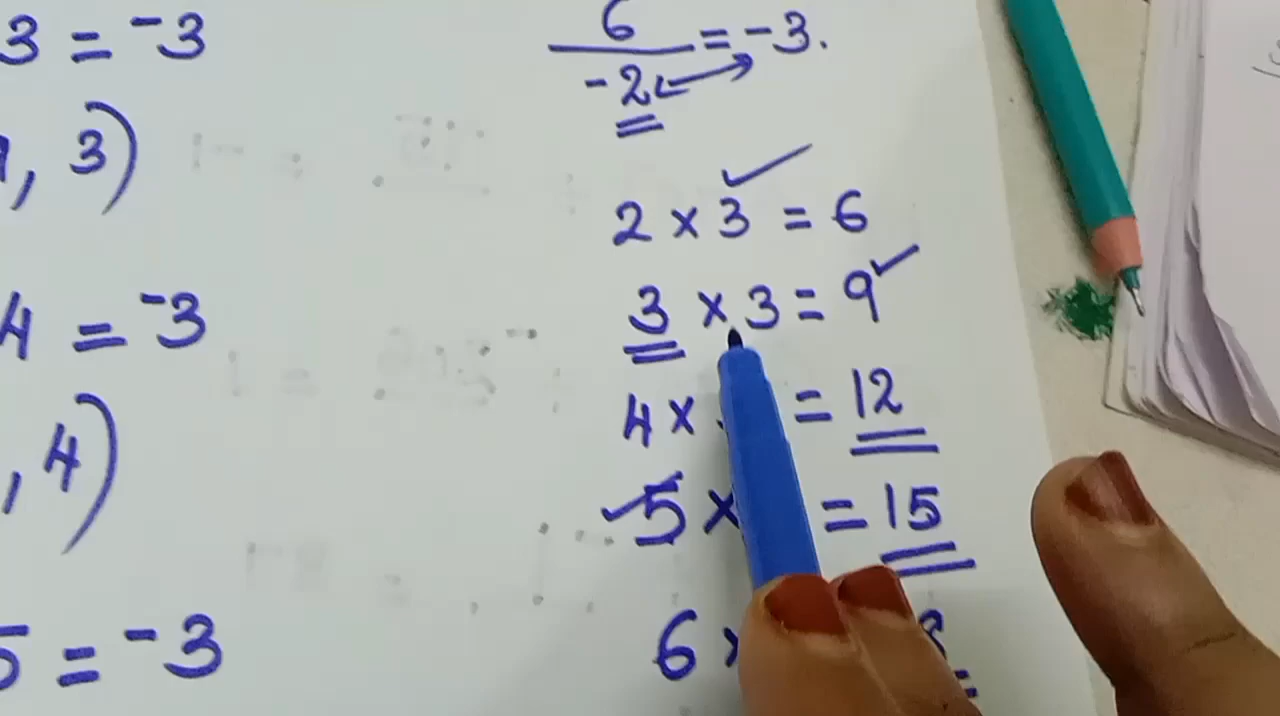 3 = -3
, 3)
4 = -3
, 4)
5 = -3
6
-2
= -3.
2 × 3 = 6
3 × 3 = 9
4 × = 12
5 × = 15
6 ×